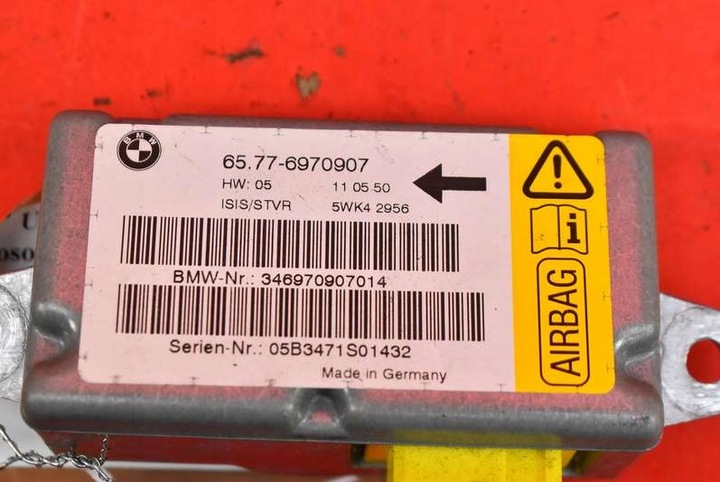 BMW
65.77-6970907
HW: 05 11 05 50
ISIS/STVR 5WK4 2956
BMW-Nr.: 346970907014
Serien-Nr.: 05B3471S01432
Made in Germany
i
AIRBAG